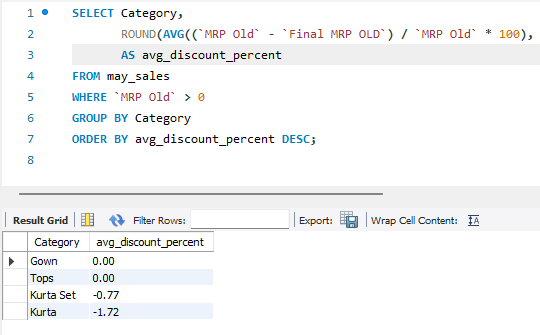 1 SELECT Category,
2 ROUND(AVG((`MRP Old` - `Final MRP OLD`) / `MRP Old` * 100),
3 AS avg_discount_percent
4 FROM may_sales
5 WHERE `MRP Old` > 0
6 GROUP BY Category
7 ORDER BY avg_discount_percent DESC;
8
Result Grid Filter Rows: Export: Wrap Cell Content: IA
Category avg_discount_percent
Gown 0.00
Tops 0.00
Kurta Set -0.77
Kurta -1.72